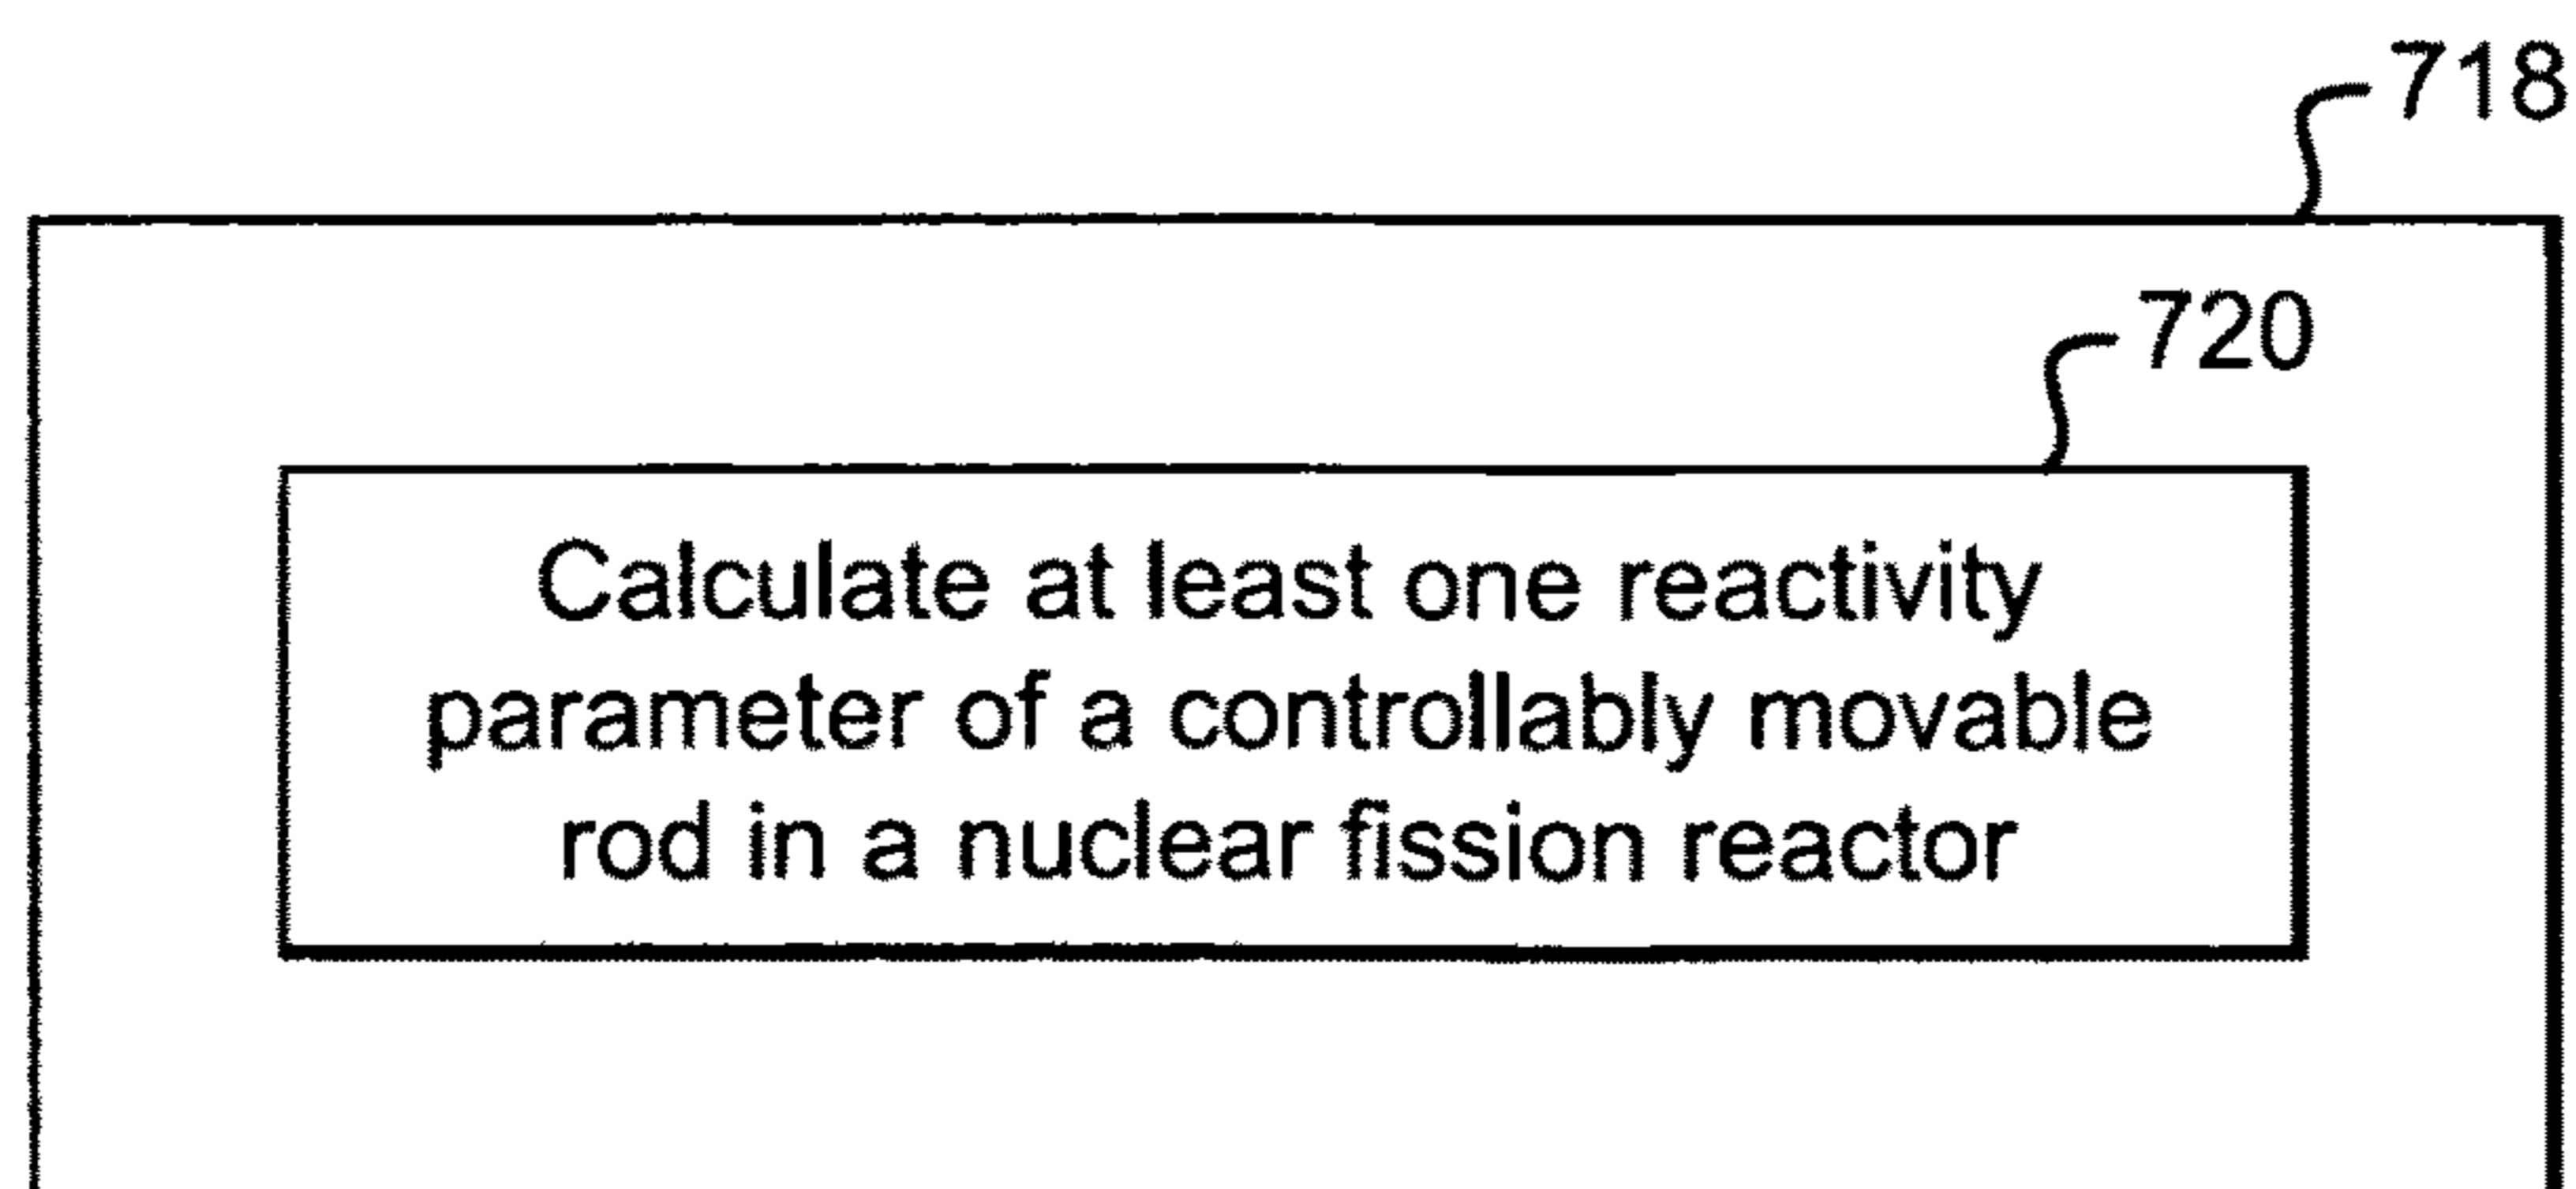 718
720
Calculate at least one reactivity
parameter of a controllably movable
rod in a nuclear fission reactor